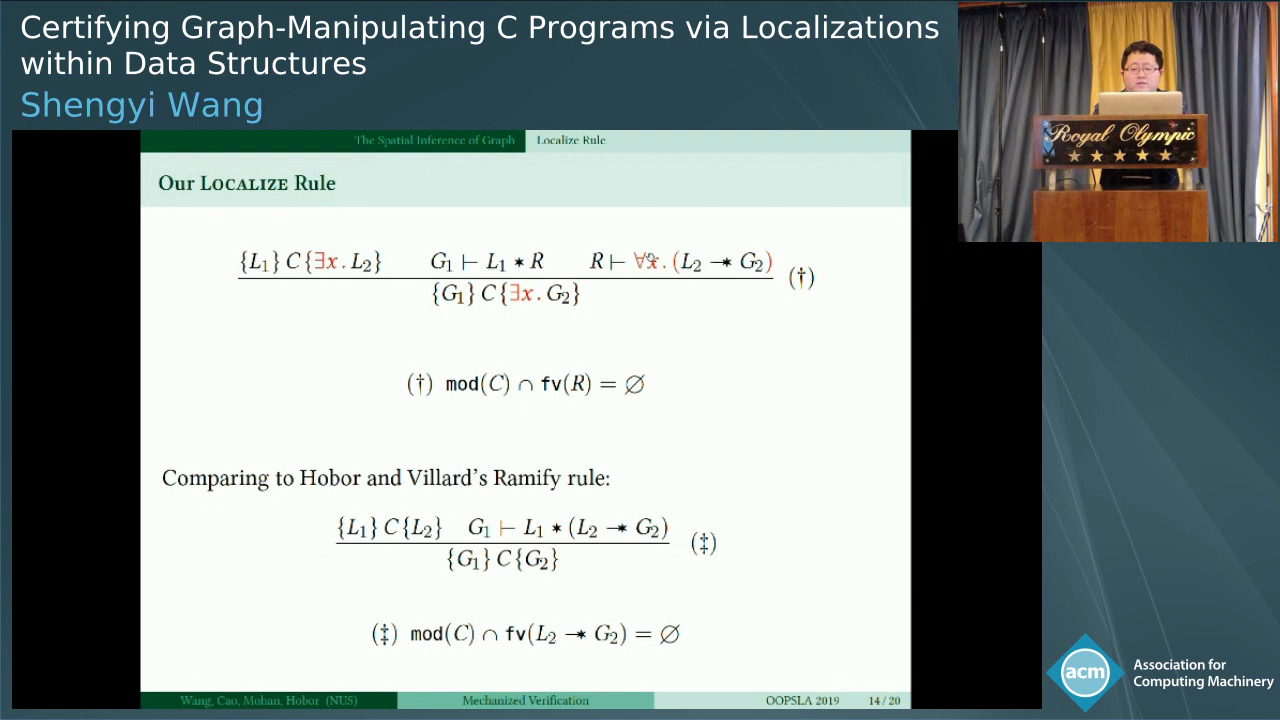 Certifying Graph-Manipulating C Programs via Localizations
within Data Structures
Shengyi Wang
Royal Olympic
The Spatial Inference of Graph Localize Rule
Our LOCALIZE Rule
{L₁} C {∃x. L₂} G₁ ⊢ L₁ ∗ R R ⊢ ∀x. (L₂ −∗ G₂)
{G₁} C {∃x. G₂} (†)
(†) mod(C) ∩ fv(R) = ∅
Comparing to Hobor and Villard's Ramify rule:
{L₁} C {L₂} G₁ ⊢ L₁ ∗ (L₂ −∗ G₂)
{G₁} C {G₂} (‡)
(‡) mod(C) ∩ fv(L₂ −∗ G₂) = ∅
Wang, Cao, Mohan, Hobor (NUS) Mechanized Verification OOPSLA 2019 14 / 20
acm Association for
Computing Machinery